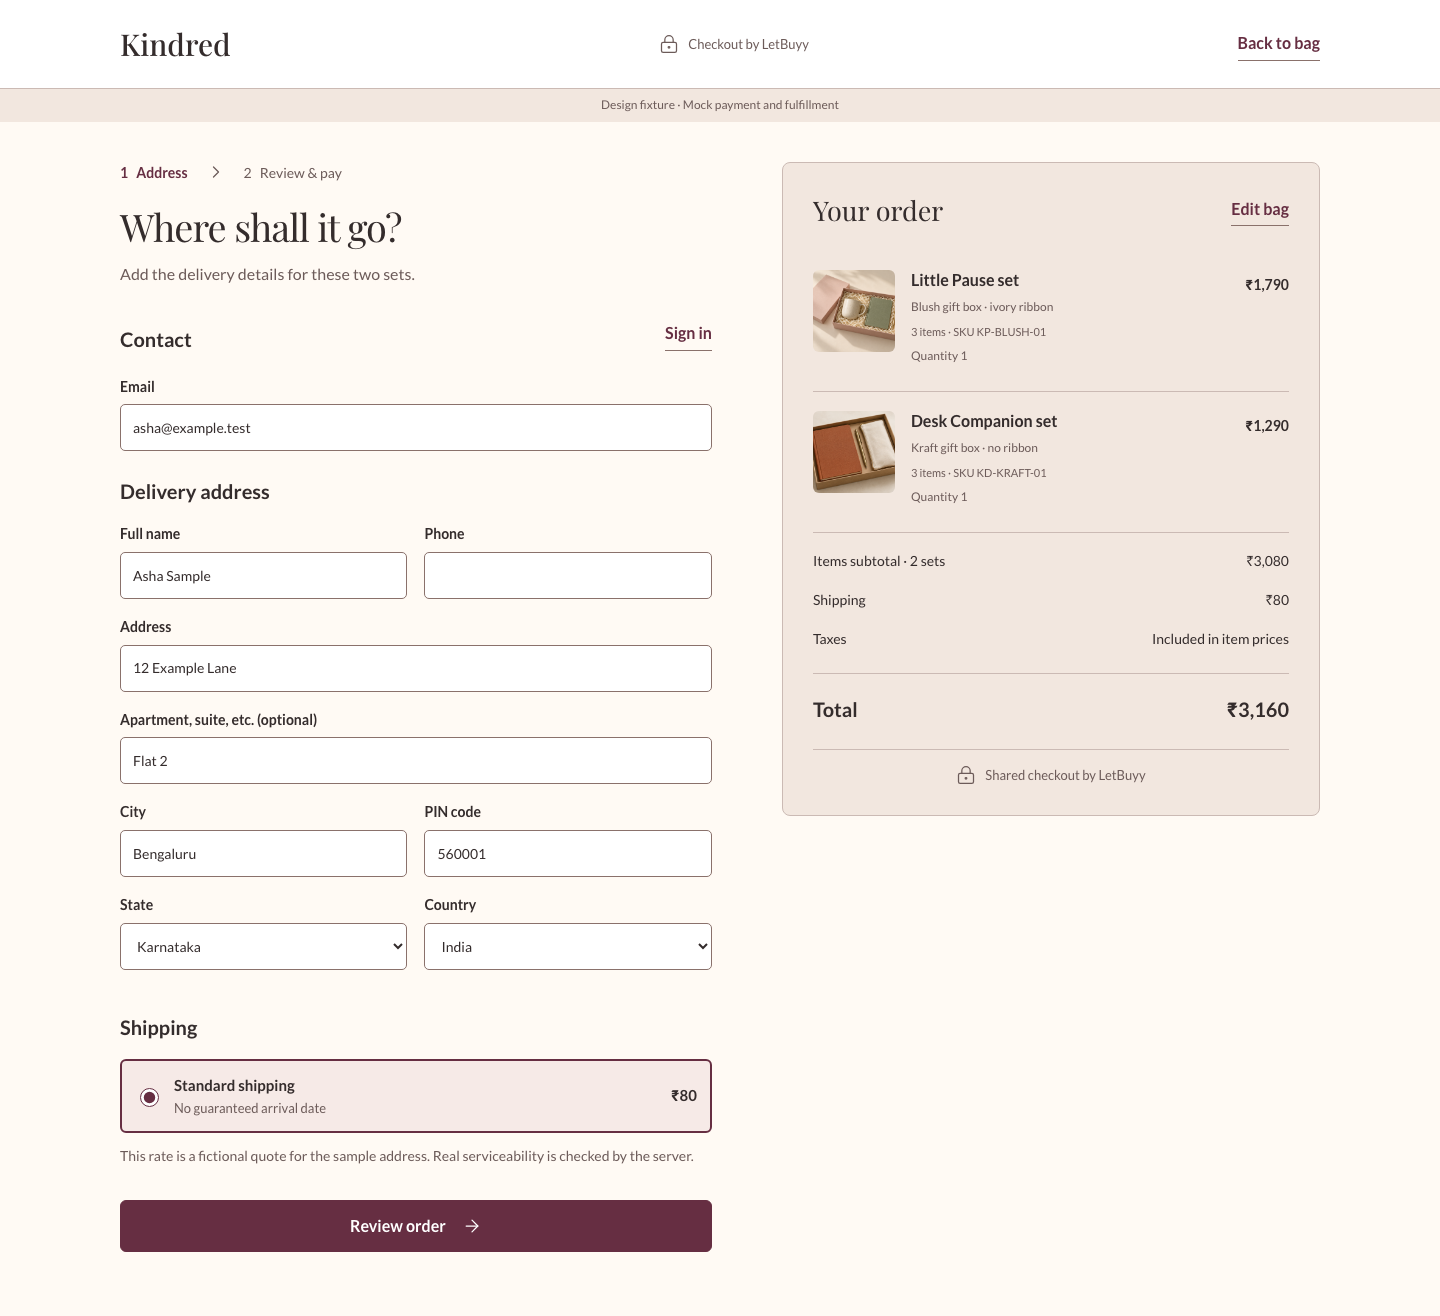 Kindred
Checkout by LetBuyy
Back to bag
Design fixture · Mock payment and fulfillment
1 Address
2 Review & pay
Where shall it go?
Add the delivery details for these two sets.
Contact
Sign in
Email
asha@example.test
Delivery address
Full name
Phone
Asha Sample
Address
12 Example Lane
Apartment, suite, etc. (optional)
Flat 2
City
PIN code
Bengaluru
560001
State
Country
Karnataka
India
Shipping
Standard shipping
No guaranteed arrival date
₹80
This rate is a fictional quote for the sample address. Real serviceability is checked by the server.
Review order
Your order
Edit bag
Little Pause set
₹1,790
Blush gift box · ivory ribbon
3 items · SKU KP-BLUSH-01
Quantity 1
Desk Companion set
₹1,290
Kraft gift box · no ribbon
3 items · SKU KD-KRAFT-01
Quantity 1
Items subtotal · 2 sets
₹3,080
Shipping
₹80
Taxes
Included in item prices
Total
₹3,160
Shared checkout by LetBuyy